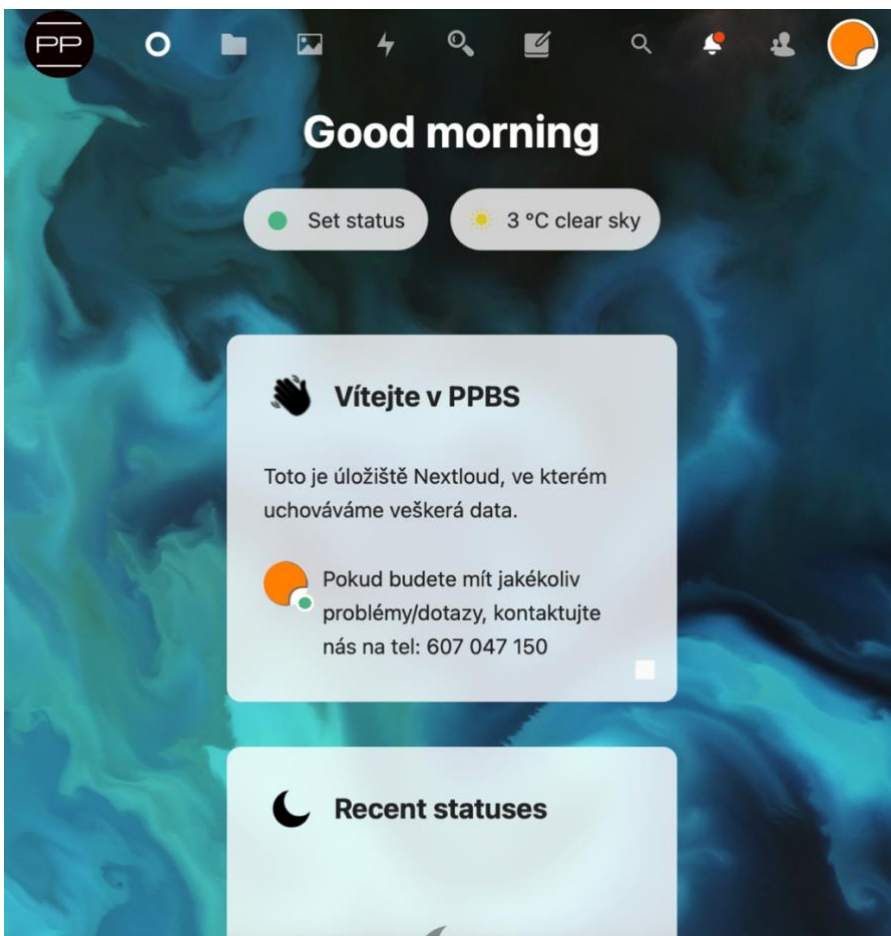 PP
Good morning
Set status
3 °C clear sky
Vítejte v PPBS
Toto je úložiště Nextloud, ve kterém
uchováváme veškerá data.
Pokud budete mít jakékoliv
problémy/dotazy, kontaktujte
nás na tel: 607 047 150
Recent statuses